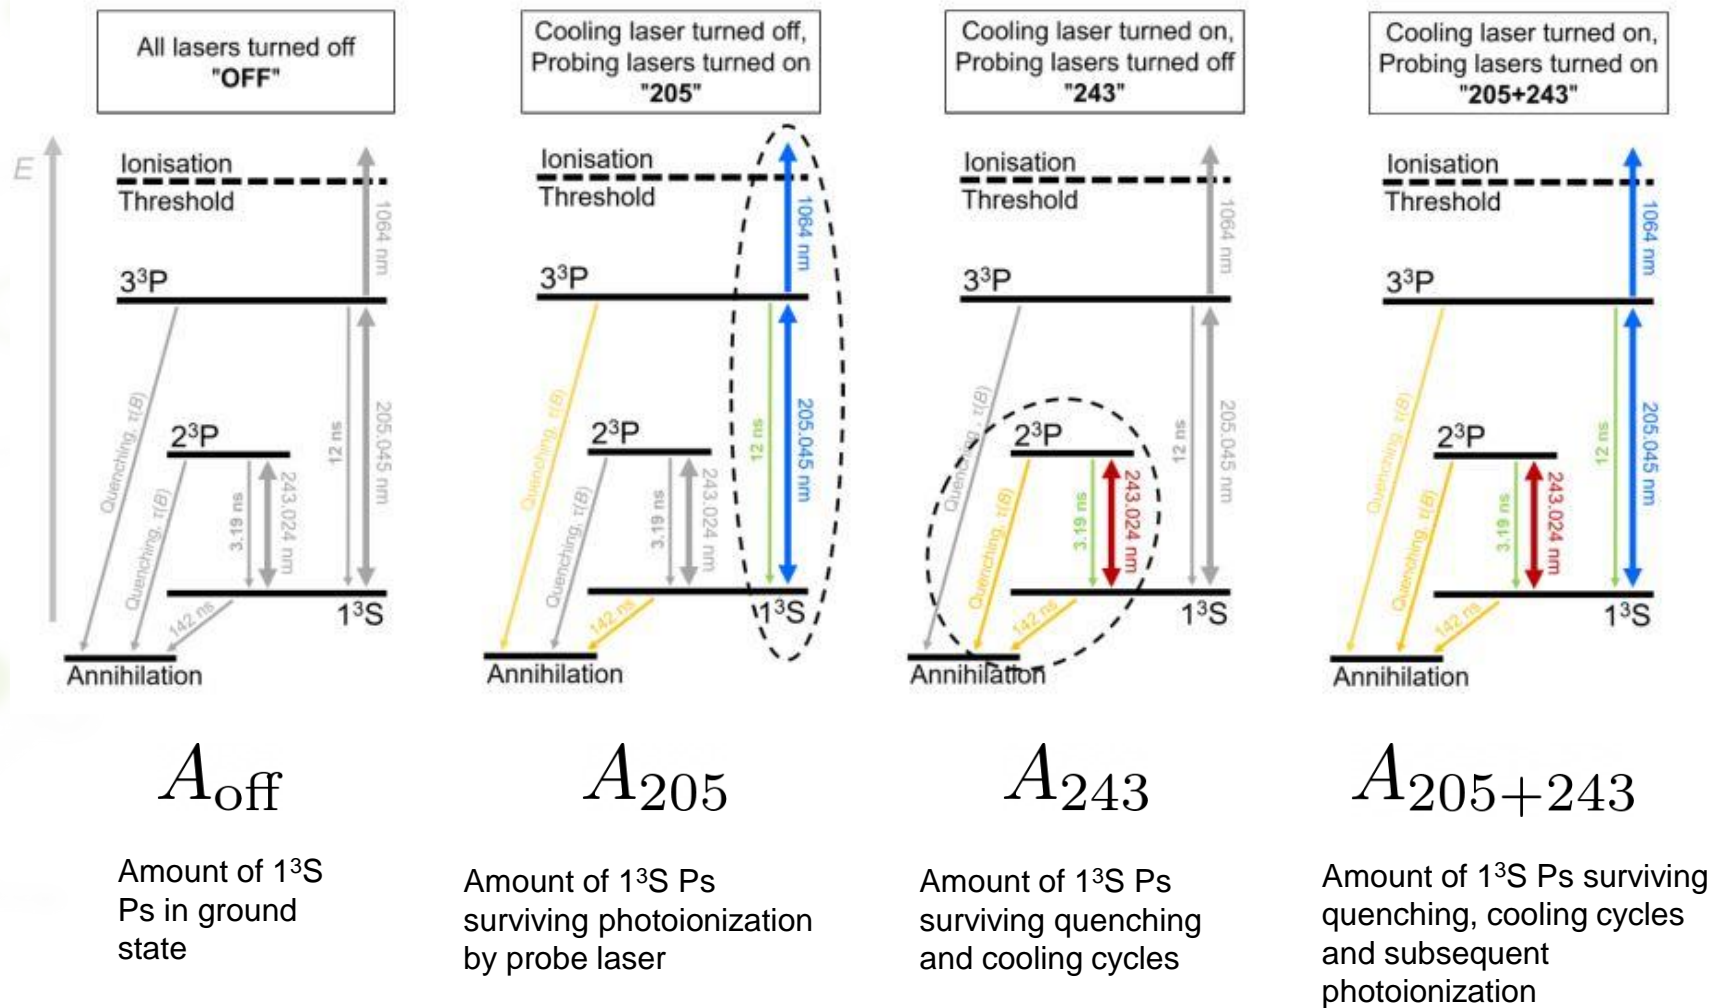 All lasers turned off
"OFF"
E
Ionisation
Threshold
1064 nm
3³P
Quenching, τ(B)
2³P
Quenching, τ(B)
3.19 ns
243.024 nm
12 ns
205.045 nm
1³S
142 ns
Annihilation
A_off
Amount of 1³S
Ps in ground
state
Cooling laser turned off,
Probing lasers turned on
"205"
Ionisation
Threshold
1064 nm
3³P
Quenching, τ(B)
2³P
Quenching, τ(B)
3.19 ns
243.024 nm
12 ns
205.045 nm
1³S
142 ns
Annihilation
A₂₀₅
Amount of 1³S Ps
surviving photoionization
by probe laser
Cooling laser turned on,
Probing lasers turned off
"243"
Ionisation
Threshold
1064 nm
3³P
Quenching, τ(B)
2³P
Quenching, τ(B)
3.19 ns
243.024 nm
12 ns
205.045 nm
1³S
142 ns
Annihilation
A₂₄₃
Amount of 1³S Ps
surviving quenching
and cooling cycles
Cooling laser turned on,
Probing lasers turned on
"205+243"
Ionisation
Threshold
1064 nm
3³P
Quenching, τ(B)
2³P
Quenching, τ(B)
3.19 ns
243.024 nm
12 ns
205.045 nm
1³S
142 ns
Annihilation
A₂₀₅₊₂₄₃
Amount of 1³S Ps surviving
quenching, cooling cycles
and subsequent
photoionization